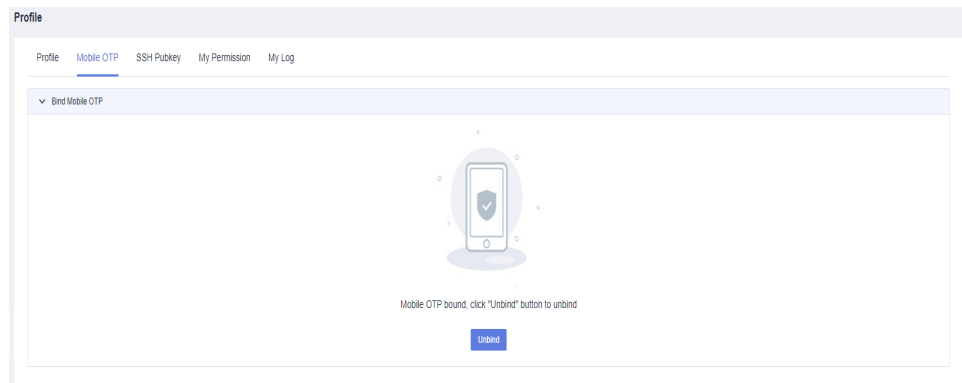 Profile
Profile Mobile OTP SSH Pubkey My Permission My Log
Bind Mobile OTP
Mobile OTP bound, click "Unbind" button to unbind
Unbind